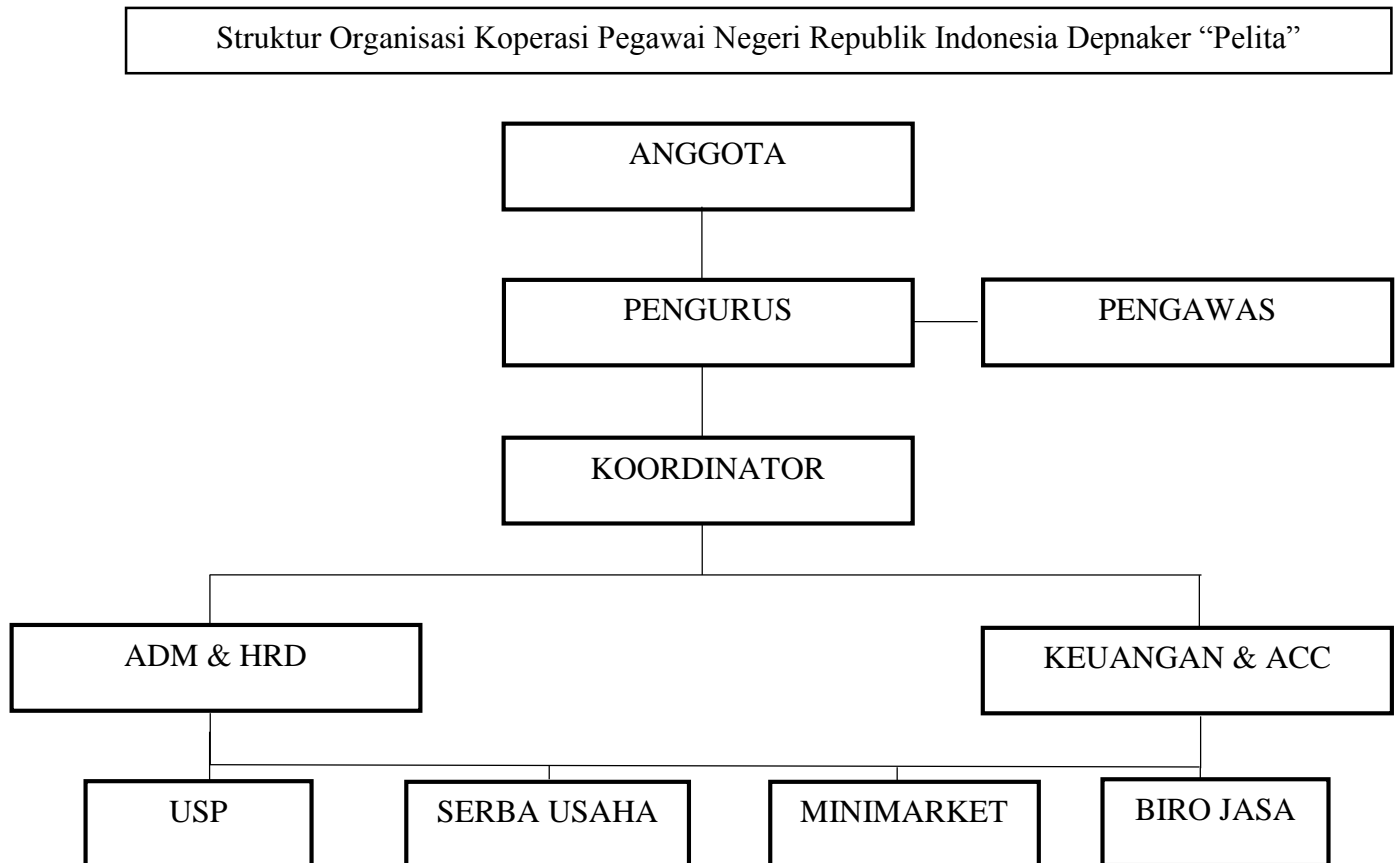 Struktur Organisasi Koperasi Pegawai Negeri Republik Indonesia Depnaker “Pelita”
ANGGOTA
PENGURUS
PENGAWAS
KOORDINATOR
ADM & HRD
KEUANGAN & ACC
USP
SERBA USAHA
MINIMARKET
BIRO JASA